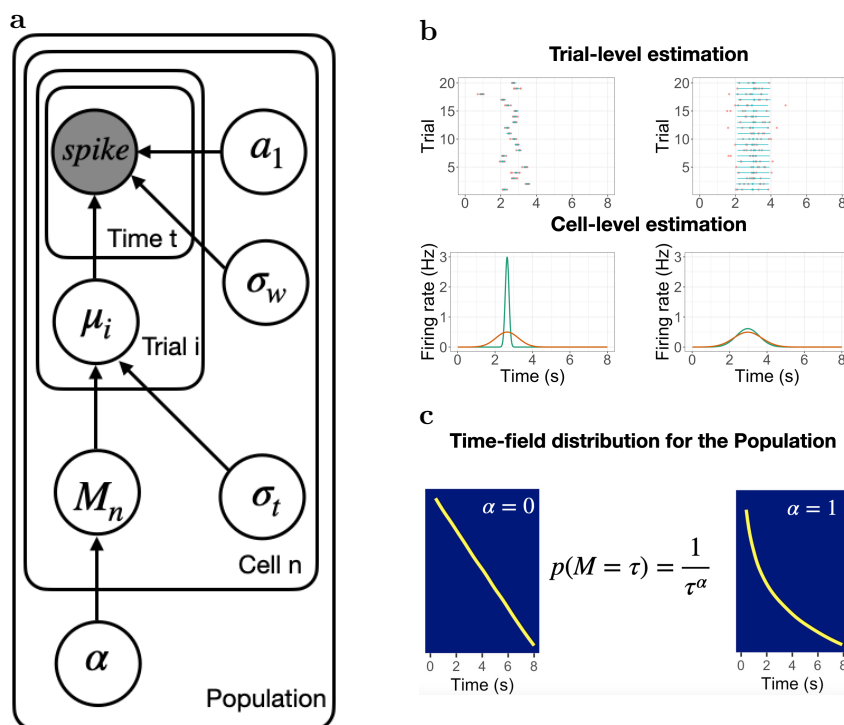 a
spike
a₁
Time t
σ_w
μ_i
Trial i
M_n
σ_t
Cell n
α
Population
b
Trial-level estimation
Trial
20
15
10
5
0 2 4 6 8
Trial
20
15
10
5
0 2 4 6 8
Cell-level estimation
Firing rate (Hz)
3
2
1
0
0 2 4 6 8
Time (s)
Firing rate (Hz)
3
2
1
0
0 2 4 6 8
Time (s)
c
Time-field distribution for the Population
α = 0
0 2 4 6 8
Time (s)
p(M = τ) = 1/τ^α
α = 1
0 2 4 6 8
Time (s)